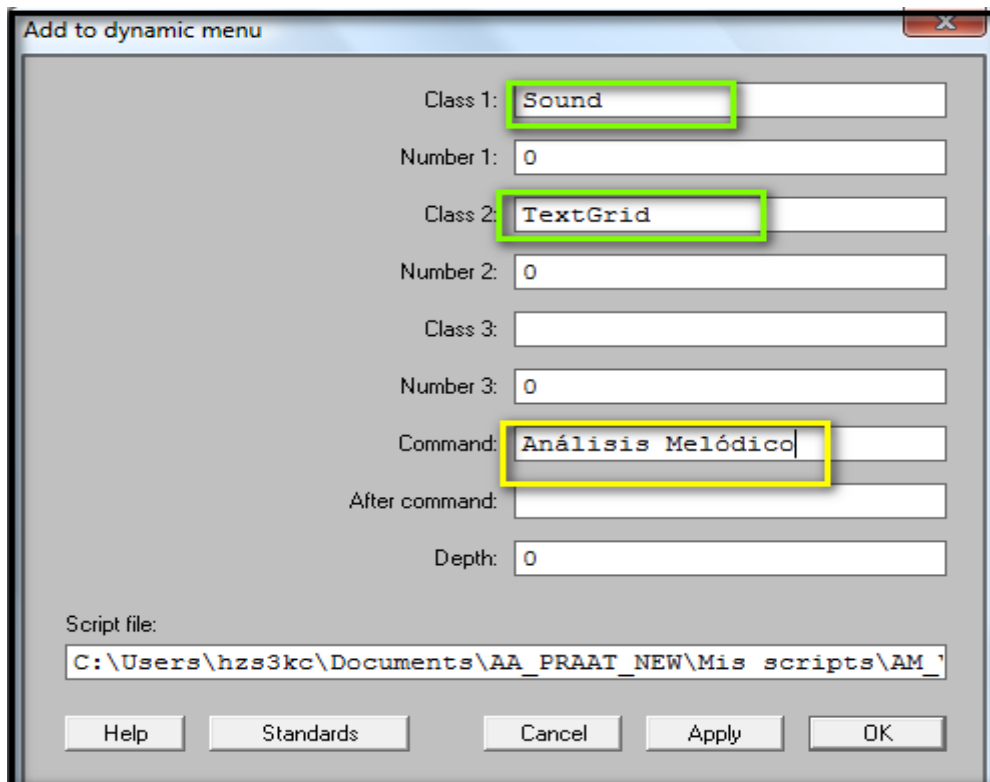 Add to dynamic menu
Class 1: Sound
Number 1: 0
Class 2: TextGrid
Number 2: 0
Class 3:
Number 3: 0
Command: Análisis Melódico
After command:
Depth: 0
Script file:
C:\Users\hzs3kc\Documents\AA_PRAAT_NEW\Mis scripts\AM_
Help Standards Cancel Apply OK